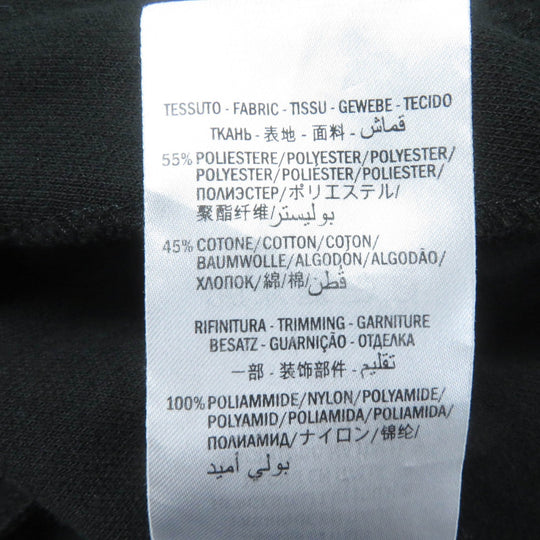 TESSUTO - FABRIC - TISSU - GEWEBE - TECIDO
ТКАНЬ - 表地 - 面料 - قماش
55% POLIESTERE/POLYESTER/POLYESTER/
POLYESTER/POLIÉSTER/POLIESTER/
ПОЛИЭСТЕР/ポリエステル/
聚酯纤维/بوليستر
45% COTONE/COTTON/COTON/
BAUMWOLLE/ALGODÓN/ALGODÃO/
ХЛОПОК/綿/棉/قطن
RIFINITURA - TRIMMING - GARNITURE
BESATZ - GUARNIÇÃO - ОТДЕЛКА
一部 - 装饰部件 - تقليم
100% POLIAMMIDE/NYLON/POLYAMIDE/
POLYAMID/POLIAMIDA/POLIAMIDA/
ПОЛИАМИД/ナイロン/锦纶/
بولي أميد